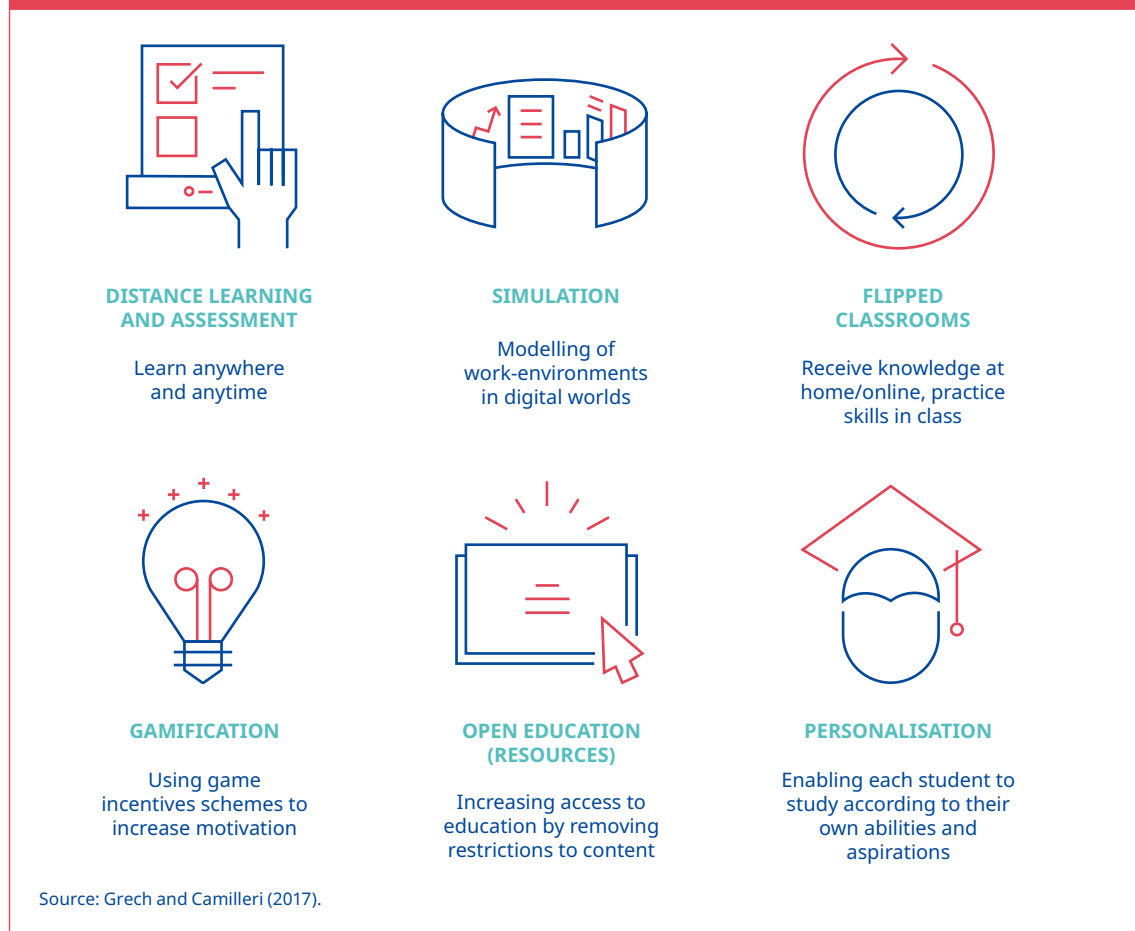 DISTANCE LEARNING
AND ASSESSMENT
Learn anywhere
and anytime
SIMULATION
Modelling of
work-environments
in digital worlds
FLIPPED
CLASSROOMS
Receive knowledge at
home/online, practice
skills in class
GAMIFICATION
Using game
incentives schemes to
increase motivation
OPEN EDUCATION
(RESOURCES)
Increasing access to
education by removing
restrictions to content
PERSONALISATION
Enabling each student to
study according to their
own abilities and
aspirations
Source: Grech and Camilleri (2017).